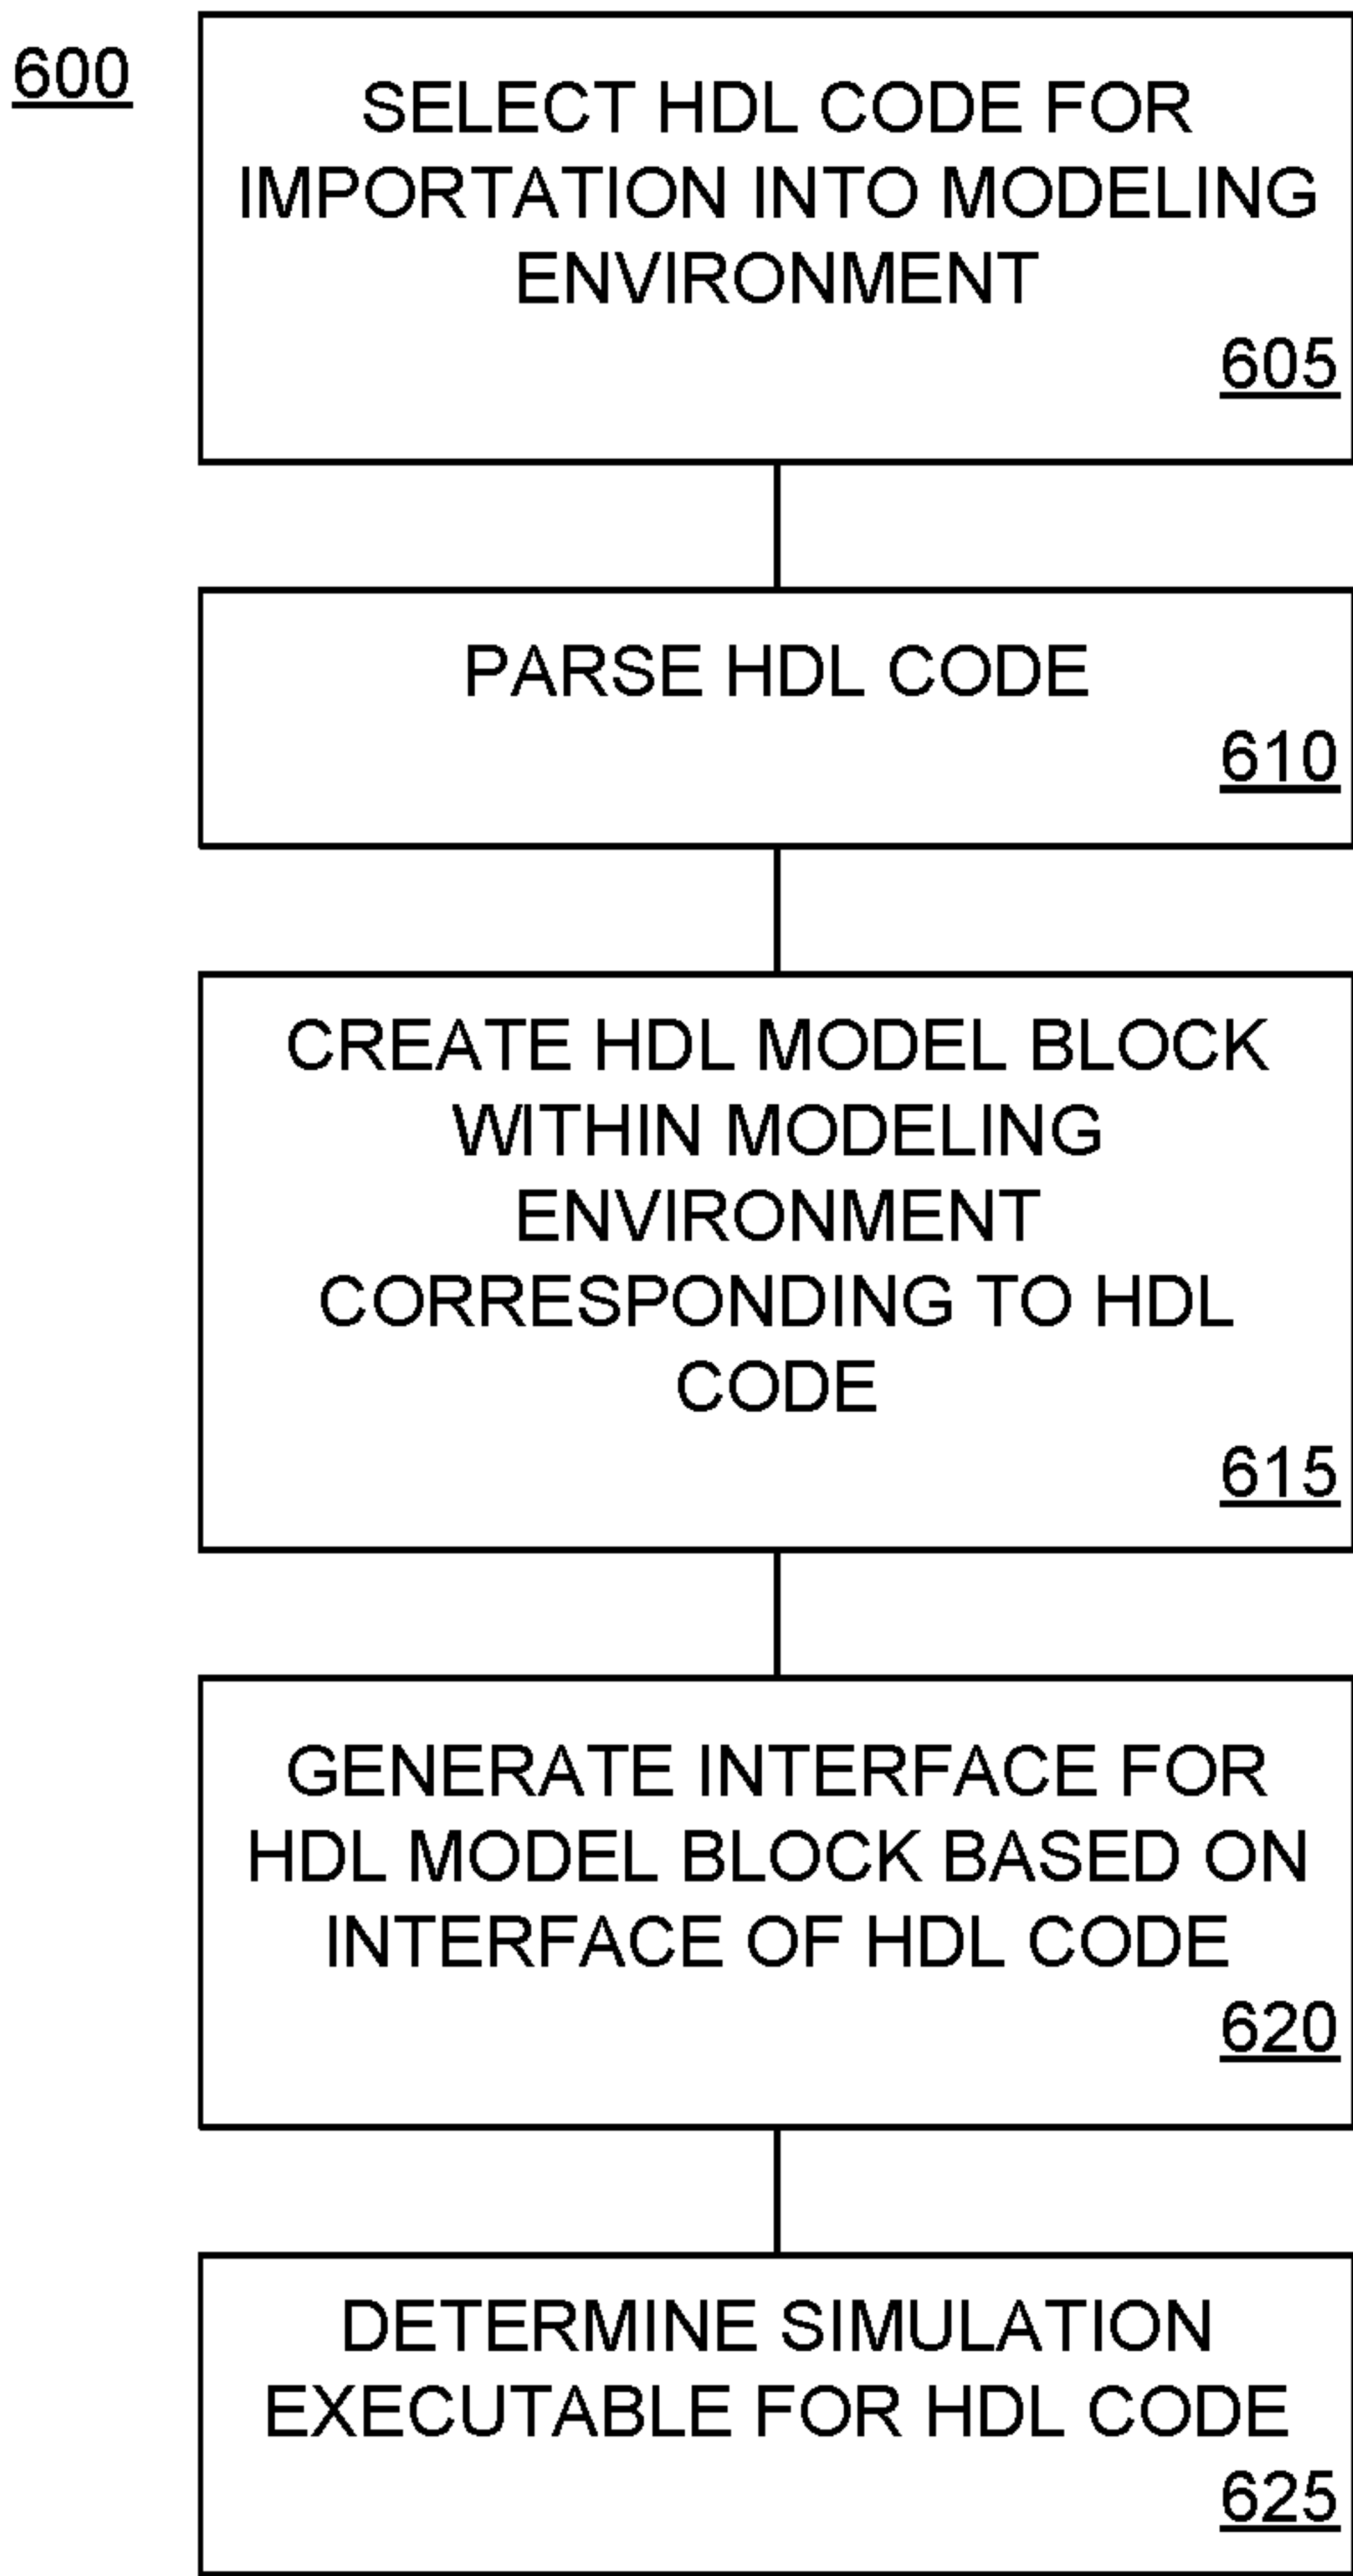 600
SELECT HDL CODE FOR
IMPORTATION INTO MODELING
ENVIRONMENT
605
PARSE HDL CODE
610
CREATE HDL MODEL BLOCK
WITHIN MODELING
ENVIRONMENT
CORRESPONDING TO HDL
CODE
615
GENERATE INTERFACE FOR
HDL MODEL BLOCK BASED ON
INTERFACE OF HDL CODE
620
DETERMINE SIMULATION
EXECUTABLE FOR HDL CODE
625